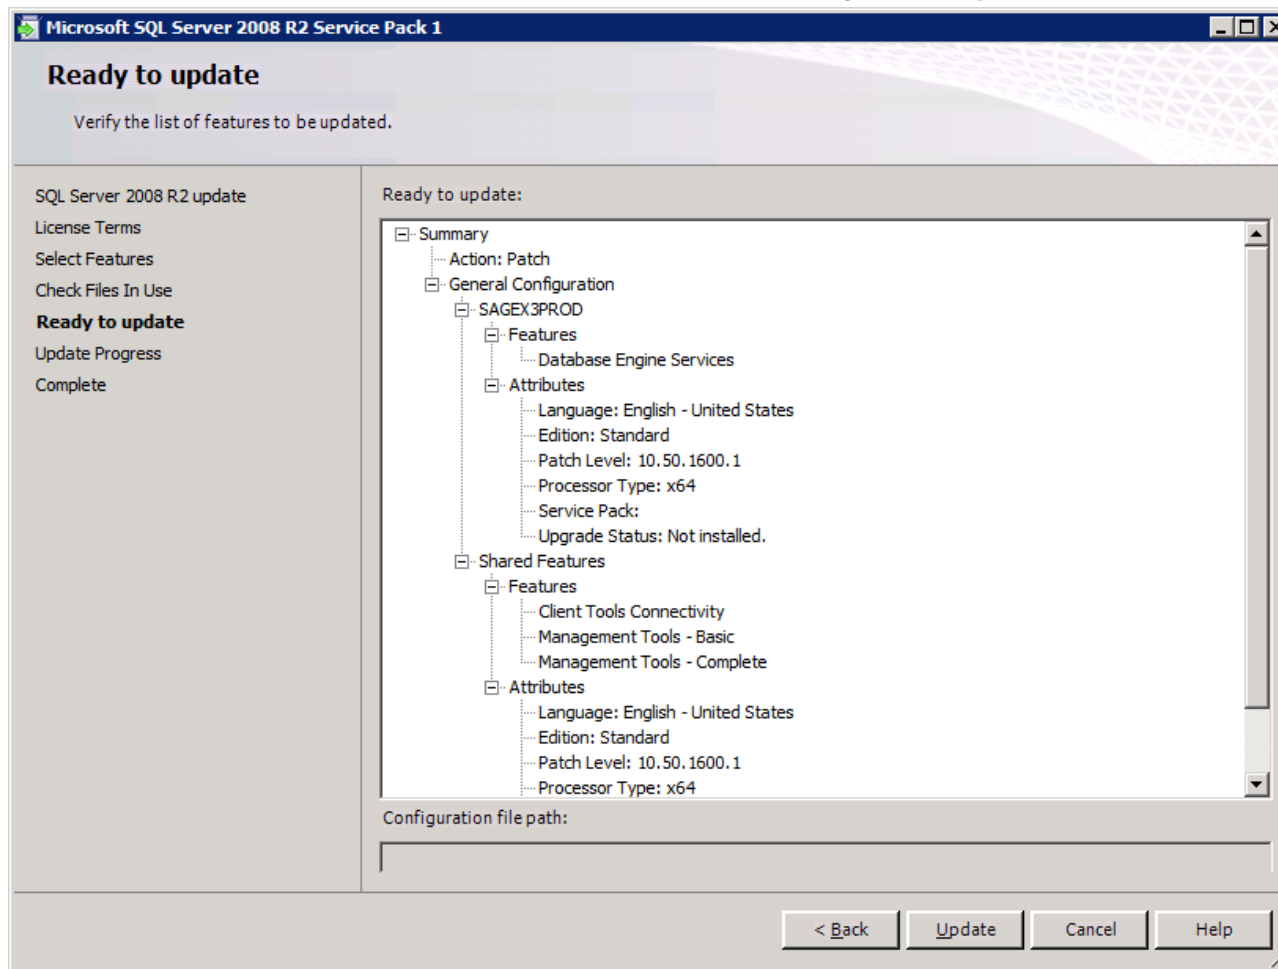 Microsoft SQL Server 2008 R2 Service Pack 1
Ready to update
Verify the list of features to be updated.
SQL Server 2008 R2 update
License Terms
Select Features
Check Files In Use
Ready to update
Update Progress
Complete
Ready to update:
Summary
Action: Patch
General Configuration
SAGEX3PROD
Features
Database Engine Services
Attributes
Language: English - United States
Edition: Standard
Patch Level: 10.50.1600.1
Processor Type: x64
Service Pack:
Upgrade Status: Not installed.
Shared Features
Features
Client Tools Connectivity
Management Tools - Basic
Management Tools - Complete
Attributes
Language: English - United States
Edition: Standard
Patch Level: 10.50.1600.1
Processor Type: x64
Configuration file path:
< Back Update Cancel Help